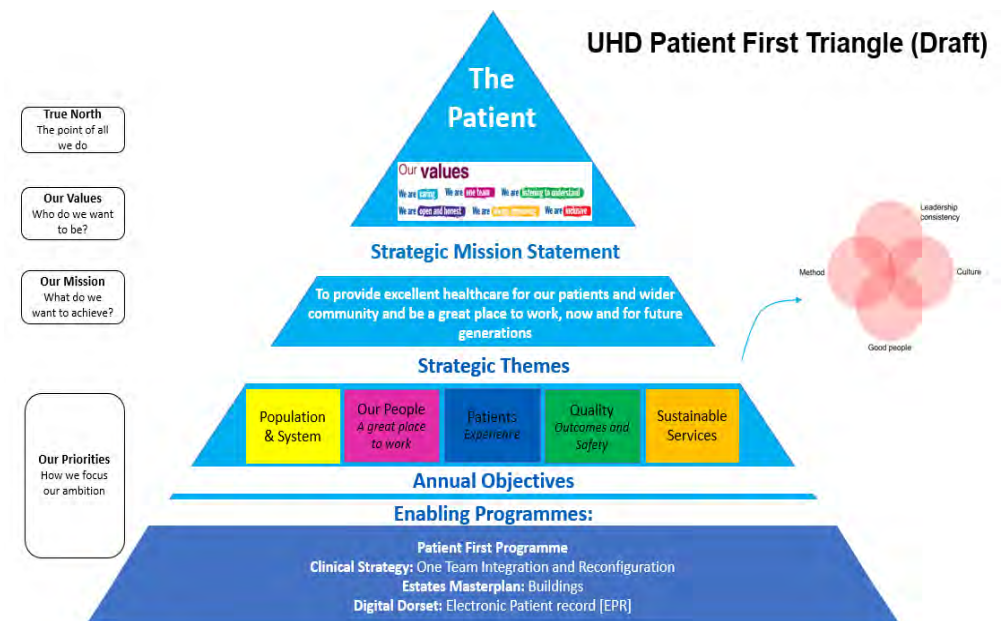 UHD Patient First Triangle (Draft)
The
Patient
True North
The point of all
we do
Our values
We are caring We are one team We are listening to understand
We are open and honest We are always improving We are inclusive
Our Values
Who do we want
to be?
Strategic Mission Statement
Our Mission
What do we
want to achieve?
To provide excellent healthcare for our patients and wider
community and be a great place to work, now and for future
generations
Leadership
consistency
Method
Culture
Good people
Strategic Themes
Population
& System
Our People
A great place
to work
Patients
Experience
Quality
Outcomes and
Safety
Sustainable
Services
Our Priorities
How we focus
our ambition
Annual Objectives
Enabling Programmes:
Patient First Programme
Clinical Strategy: One Team Integration and Reconfiguration
Estates Masterplan: Buildings
Digital Dorset: Electronic Patient record [EPR]